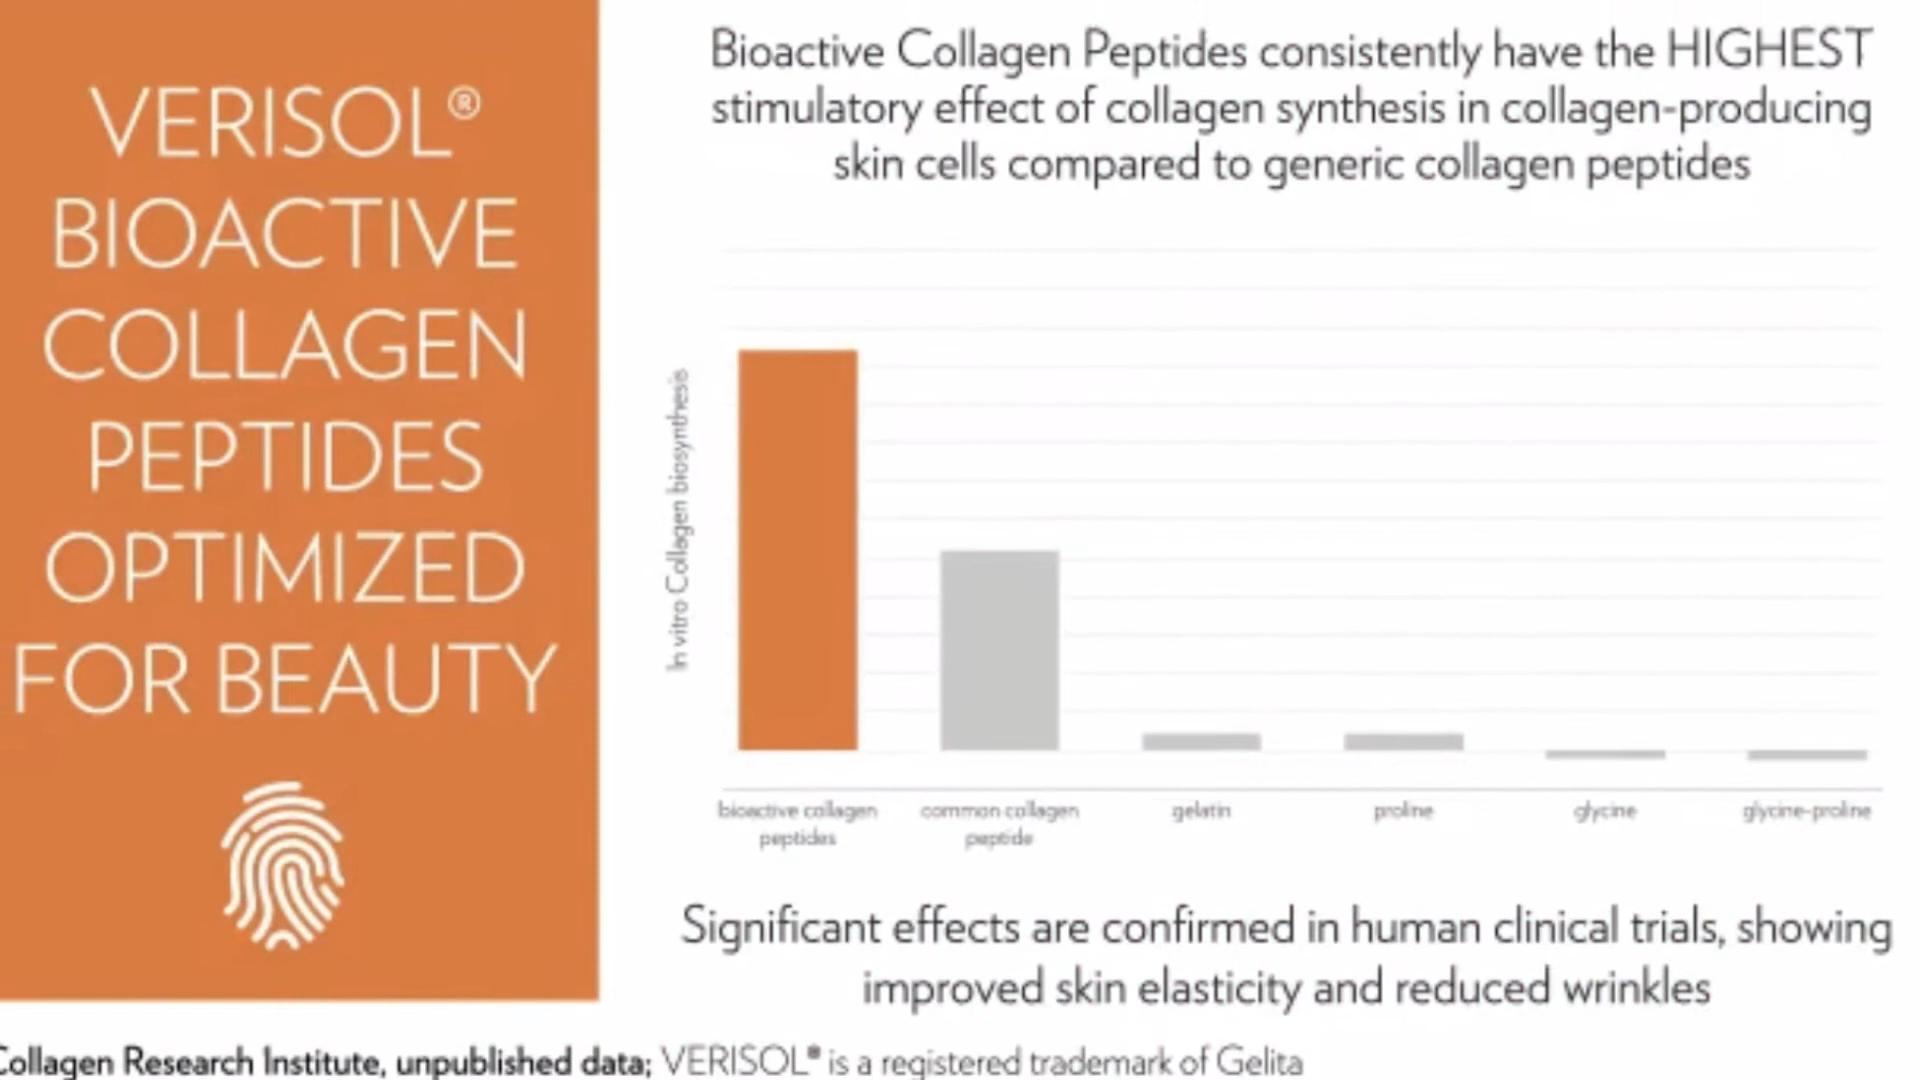 VERISOL®
BIOACTIVE
COLLAGEN
PEPTIDES
OPTIMIZED
FOR BEAUTY
Bioactive Collagen Peptides consistently have the HIGHEST
stimulatory effect of collagen synthesis in collagen-producing
skin cells compared to generic collagen peptides
In vitro Collagen biosynthesis
bioactive collagen
peptides
common collagen
peptide
gelatin
proline
glycine
glycine-proline
Significant effects are confirmed in human clinical trials, showing
improved skin elasticity and reduced wrinkles
Collagen Research Institute, unpublished data; VERISOL® is a registered trademark of Gelita